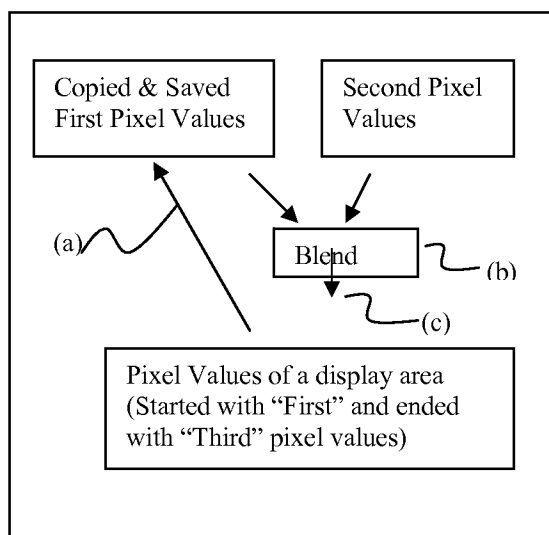 Copied & Saved
First Pixel Values
Second Pixel
Values
(a)
Blend
(b)
(c)
Pixel Values of a display area
(Started with “First” and ended
with “Third” pixel values)